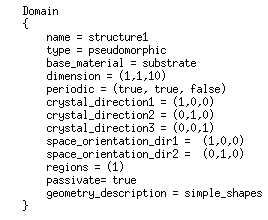 Domain
{
name = structure1
type = pseudomorphic
base_material = substrate
dimension = (1,1,10)
periodic = (true, true, false)
crystal_direction1 = (1,0,0)
crystal_direction2 = (0,1,0)
crystal_direction3 = (0,0,1)
space_orientation_dir1 =  (1,0,0)
space_orientation_dir2 =  (0,1,0)
regions = (1)
passivate= true
geometry_description = simple_shapes
}